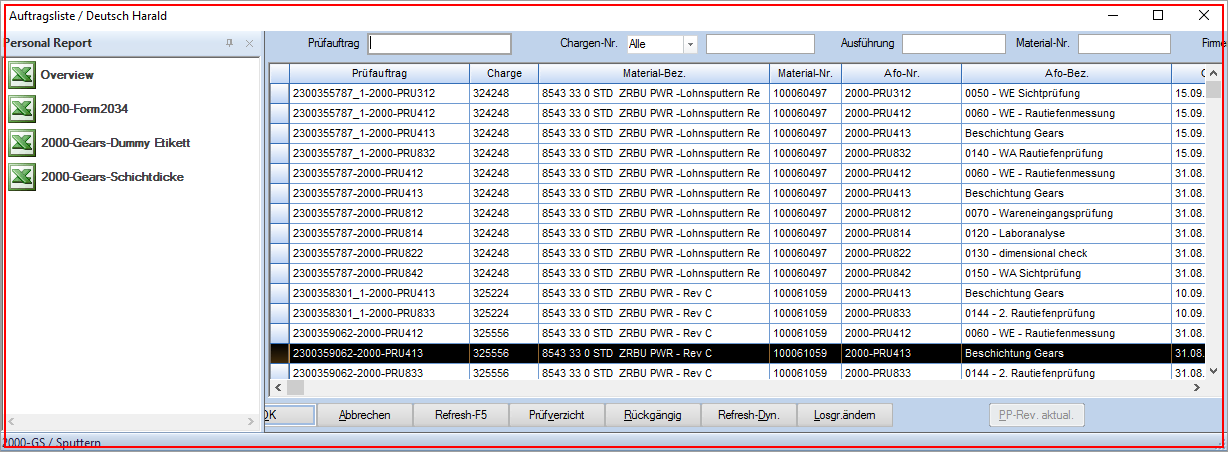 Auftragsliste / Deutsch Harald
Personal Report
Overview
2000-Form2034
2000-Gears-Dummy Etikett
2000-Gears-Schichtdicke
Prüfauftrag Chargen-Nr. Alle Ausführung Material-Nr. Firme
Prüfauftrag Charge Material-Bez. Material-Nr. Afo-Nr. Afo-Bez.
2300355787_1-2000-PRU312 324248 8543 33 0 STD ZRBU PWR -Lohnsputtern Re 100060497 2000-PRU312 0050 - WE Sichtprüfung 15.09.
2300355787_1-2000-PRU412 324248 8543 33 0 STD ZRBU PWR -Lohnsputtern Re 100060497 2000-PRU412 0060 - WE - Rautiefenmessung 15.09.
2300355787_1-2000-PRU413 324248 8543 33 0 STD ZRBU PWR -Lohnsputtern Re 100060497 2000-PRU413 Beschichtung Gears 15.09.
2300355787_1-2000-PRU832 324248 8543 33 0 STD ZRBU PWR -Lohnsputtern Re 100060497 2000-PRU832 0140 - WA Rautiefenprüfung 15.09.
2300355787-2000-PRU412 324248 8543 33 0 STD ZRBU PWR -Lohnsputtern Re 100060497 2000-PRU412 0060 - WE - Rautiefenmessung 31.08.
2300355787-2000-PRU413 324248 8543 33 0 STD ZRBU PWR -Lohnsputtern Re 100060497 2000-PRU413 Beschichtung Gears 31.08.
2300355787-2000-PRU812 324248 8543 33 0 STD ZRBU PWR -Lohnsputtern Re 100060497 2000-PRU812 0070 - Wareneingangsprüfung 31.08.
2300355787-2000-PRU814 324248 8543 33 0 STD ZRBU PWR -Lohnsputtern Re 100060497 2000-PRU814 0120 - Laboranalyse 31.08.
2300355787-2000-PRU822 324248 8543 33 0 STD ZRBU PWR -Lohnsputtern Re 100060497 2000-PRU822 0130 - dimensional check 31.08.
2300355787-2000-PRU842 324248 8543 33 0 STD ZRBU PWR -Lohnsputtern Re 100060497 2000-PRU842 0150 - WA Sichtprüfung 31.08.
2300358301_1-2000-PRU413 325224 8543 33 0 STD ZRBU PWR - Rev C 100061059 2000-PRU413 Beschichtung Gears 10.09.
2300358301_1-2000-PRU833 325224 8543 33 0 STD ZRBU PWR - Rev C 100061059 2000-PRU833 0144 - 2. Rautiefenprüfung 10.09.
2300359062-2000-PRU412 325556 8543 33 0 STD ZRBU PWR - Rev C 100061059 2000-PRU412 0060 - WE - Rautiefenmessung 31.08.
2300359062-2000-PRU413 325556 8543 33 0 STD ZRBU PWR - Rev C 100061059 2000-PRU413 Beschichtung Gears 31.08.
2300359062-2000-PRU833 325556 8543 33 0 STD ZRBU PWR - Rev C 100061059 2000-PRU833 0144 - 2. Rautiefenprüfung 31.08.
OK Abbrechen Refresh-F5 Prüfverzicht Rückgängig Refresh-Dyn. Losgr.ändern PP-Rev. aktual.
2000-GS / Sputtern